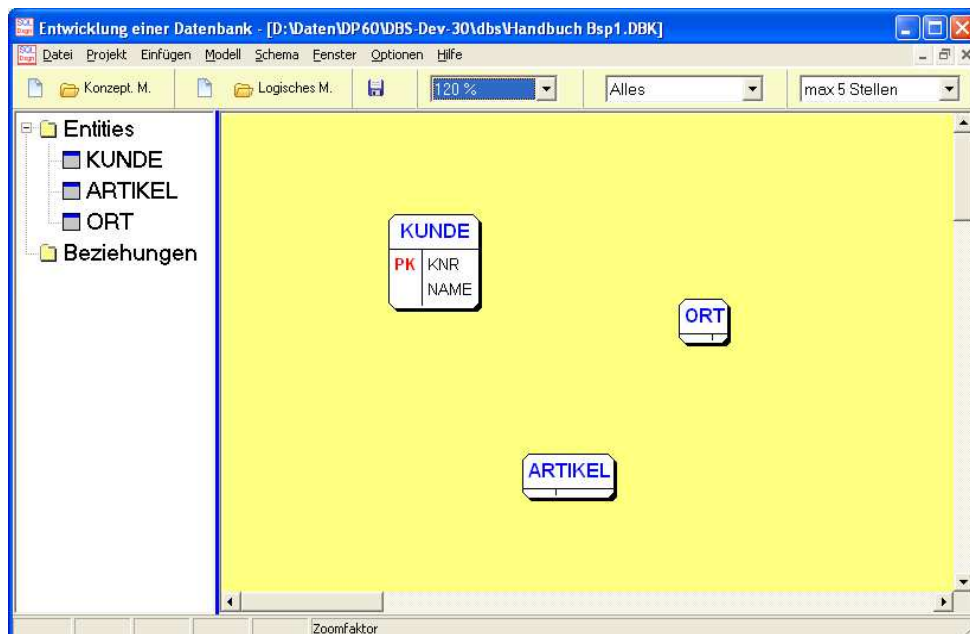 Entwicklung einer Datenbank - [D:\Daten\DP60\DBS-Dev-30\dbs\Handbuch Bsp1.DBK]
Datei Projekt Einfügen Modell Schema Fenster Optionen Hilfe
Konzept. M. Logisches M. 120 % Alles max 5 Stellen
Entities
KUNDE
ARTIKEL
ORT
Beziehungen
KUNDE
PK KNR
NAME
ORT
ARTIKEL
Zoomfaktor